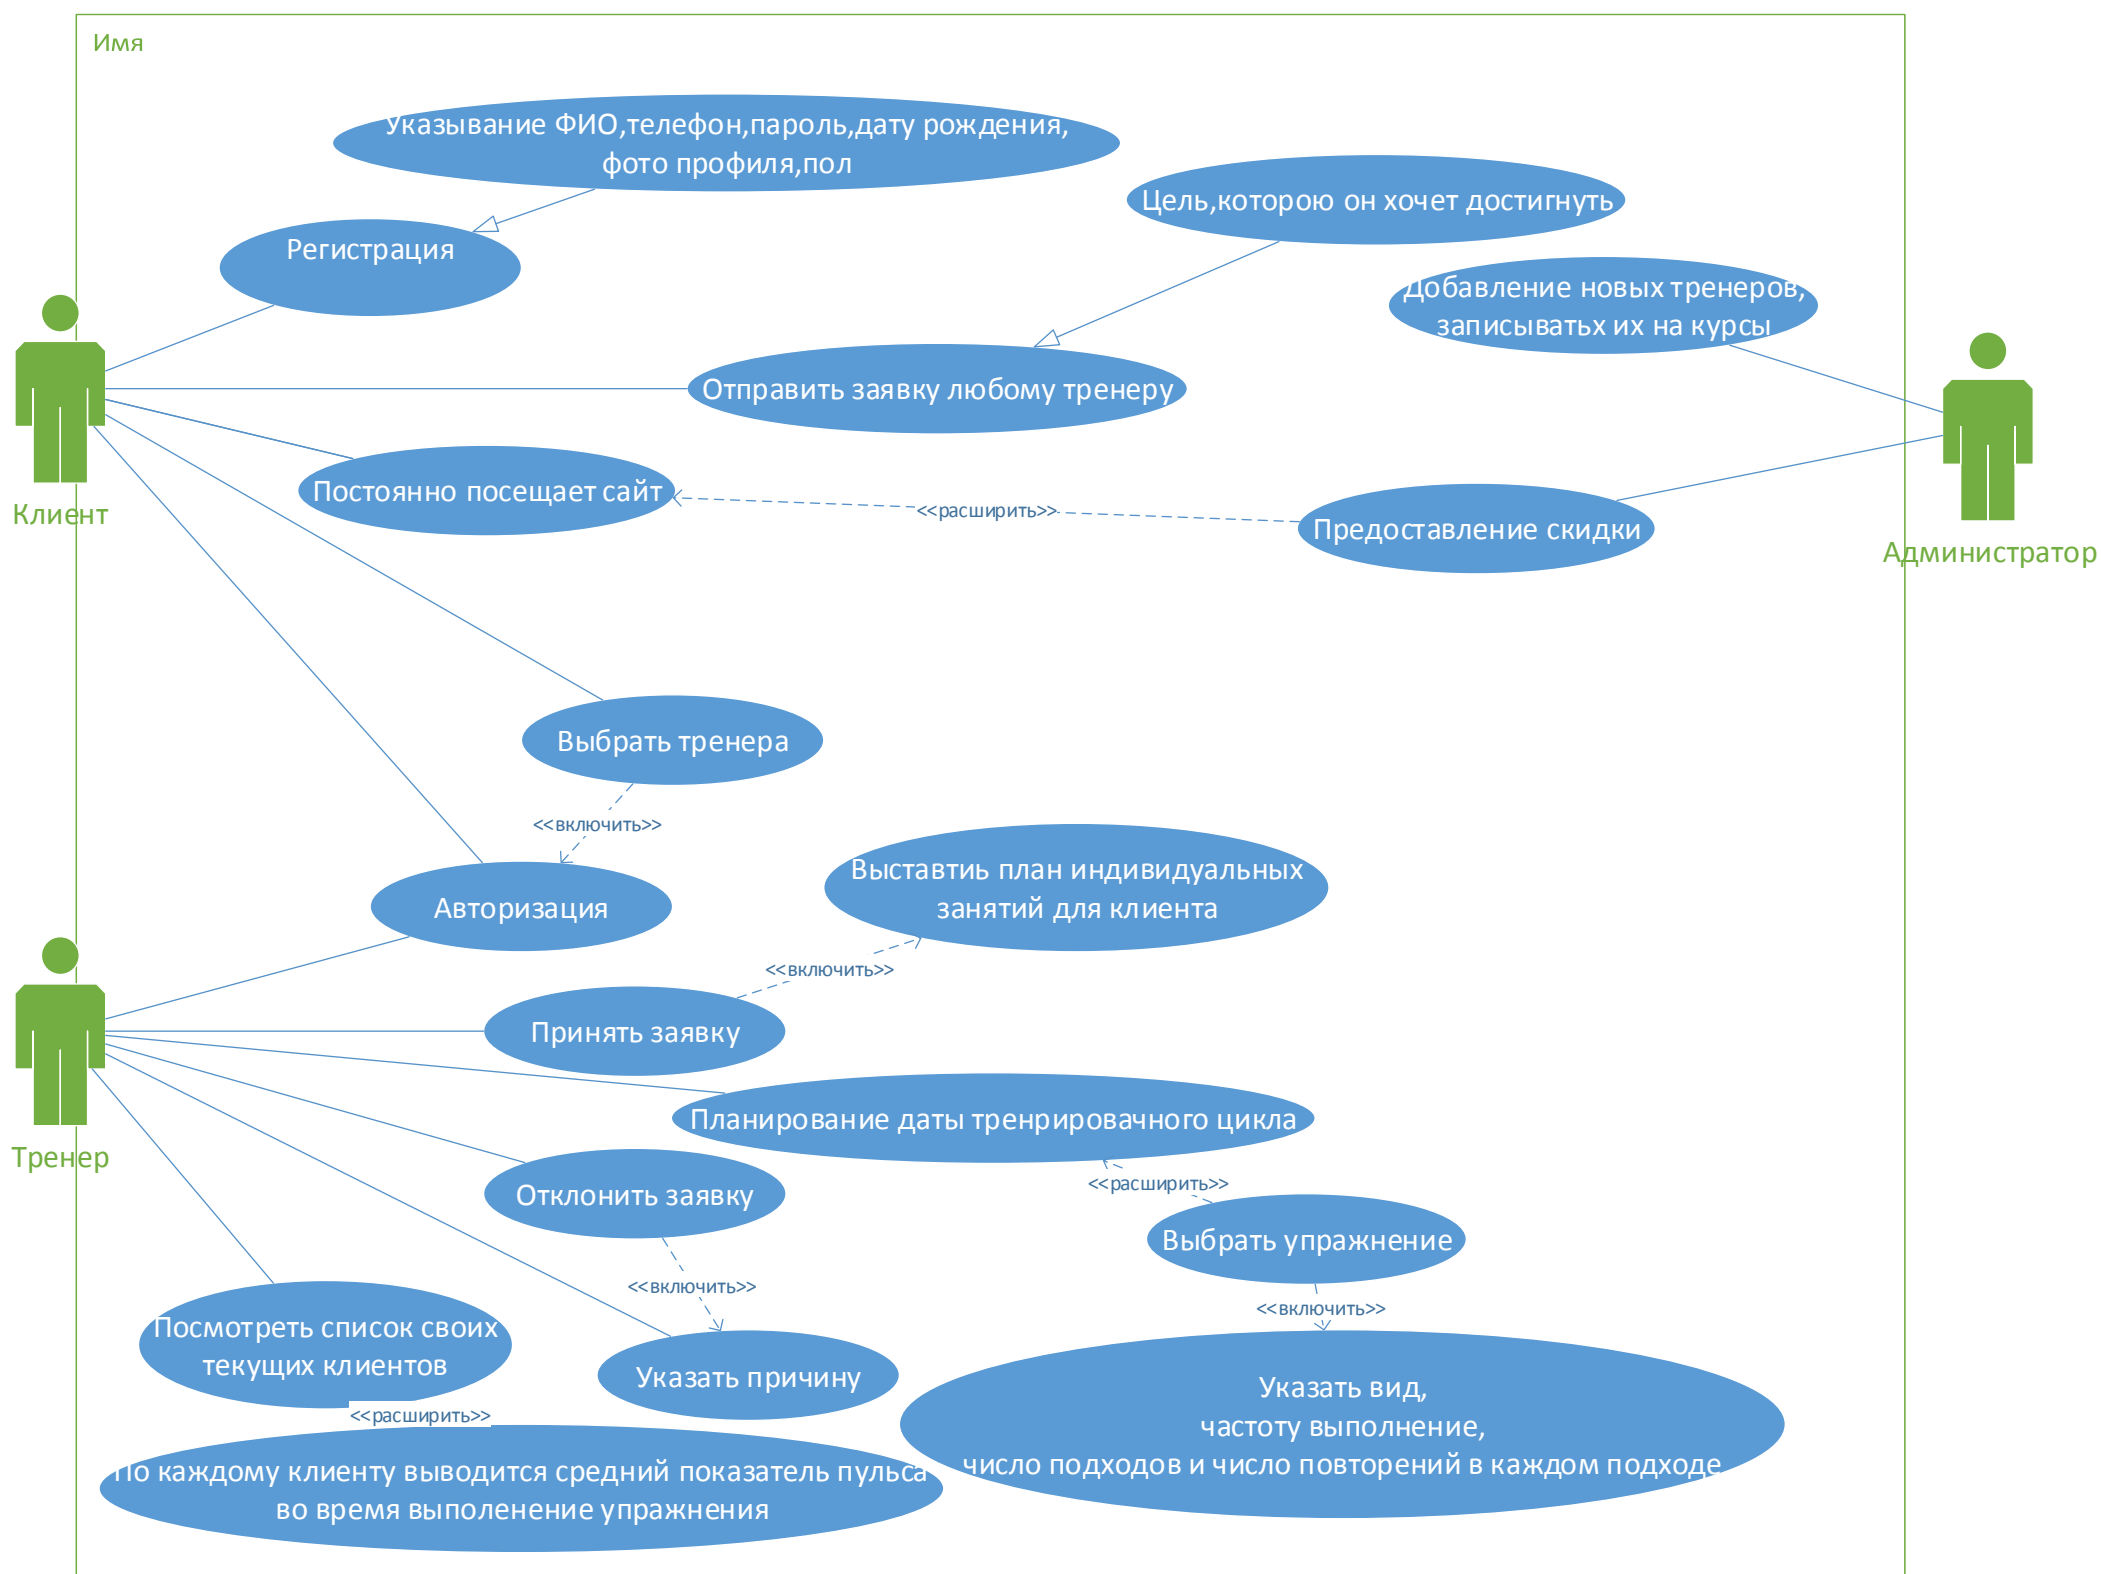 Имя
Указывание ФИО,телефон,пароль,дату рождения,
фото профиля,пол
Цель,которою он хочет достигнуть
Регистрация
Добавление новых тренеров,
записыватьх их на курсы
Отправить заявку любому тренеру
Постоянно посещает сайт
<<расширить>>
Предоставление скидки
Клиент
Администратор
Выбрать тренера
<<включить>>
Выставтиь план индивидуальных
занятий для клиента
Авторизация
<<включить>>
Принять заявку
Планирование даты тренрировачного цикла
Тренер
<<расширить>>
Отклонить заявку
Выбрать упражнение
<<включить>>
<<включить>>
Посмотреть список своих
текущих клиентов
Указать причину
Указать вид,
частоту выполнение,
число подходов и число повторений в каждом подходе
<<расширить>>
По каждому клиенту выводится средний показатель пульса
во время выполенение упражнения